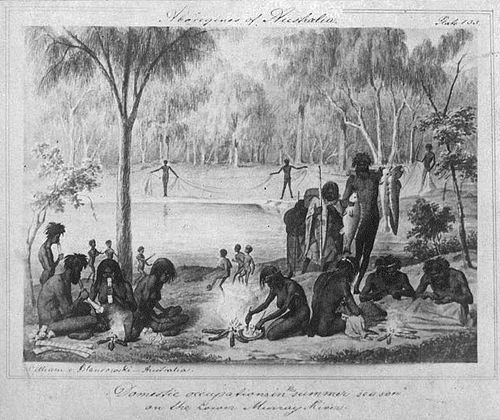 Aborigines of Australia.
Plate 133.
William v. Blandowski Australia.
"Domestic occupations in "summer season"
on the Lower Murray River.